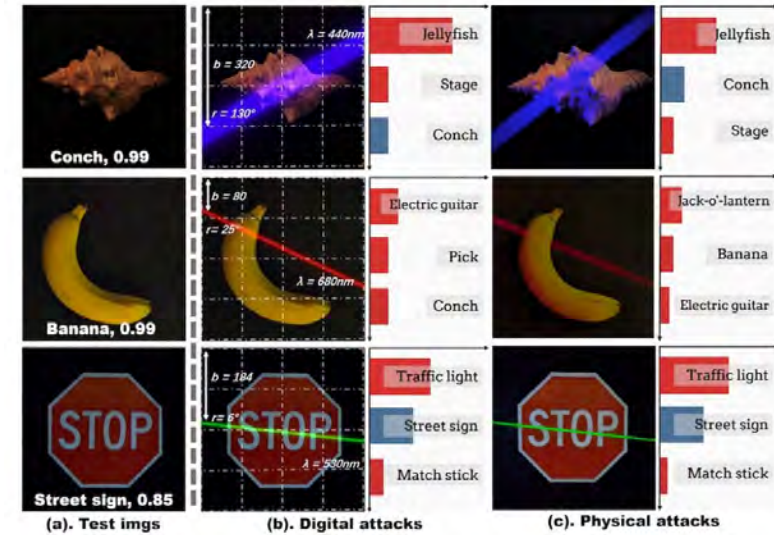 λ = 440nm
b = 320
r = 130°
Jellyfish
Stage
Conch
Jellyfish
Conch
Stage
Conch, 0.99
b = 80
r= 25°
λ = 680nm
Electric guitar
Pick
Conch
Jack-o'-lantern
Banana
Electric guitar
Banana, 0.99
b = 184
r= 6°
λ = 530nm
Traffic light
Street sign
Match stick
Traffic light
Street sign
Match stick
STOP
STOP
STOP
Street sign, 0.85
(a). Test imgs
(b). Digital attacks
(c). Physical attacks